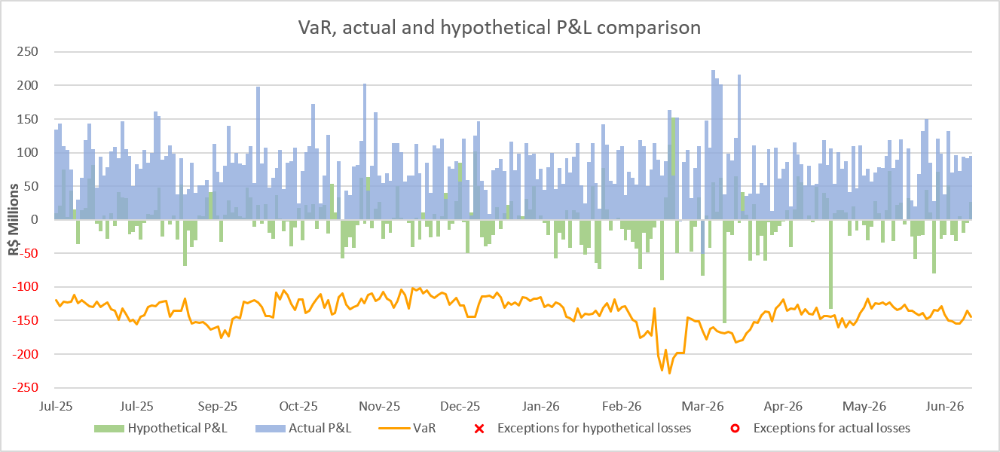 VaR, actual and hypothetical P&L comparison
250
200
150
100
50
0
-50
-100
-150
-200
-250
R$ Millions
Jul-25 Jul-25 Sep-25 Oct-25 Nov-25 Dec-25 Jan-26 Feb-26 Mar-26 Apr-26 May-26 Jun-26
Hypothetical P&L Actual P&L VaR Exceptions for hypothetical losses Exceptions for actual losses